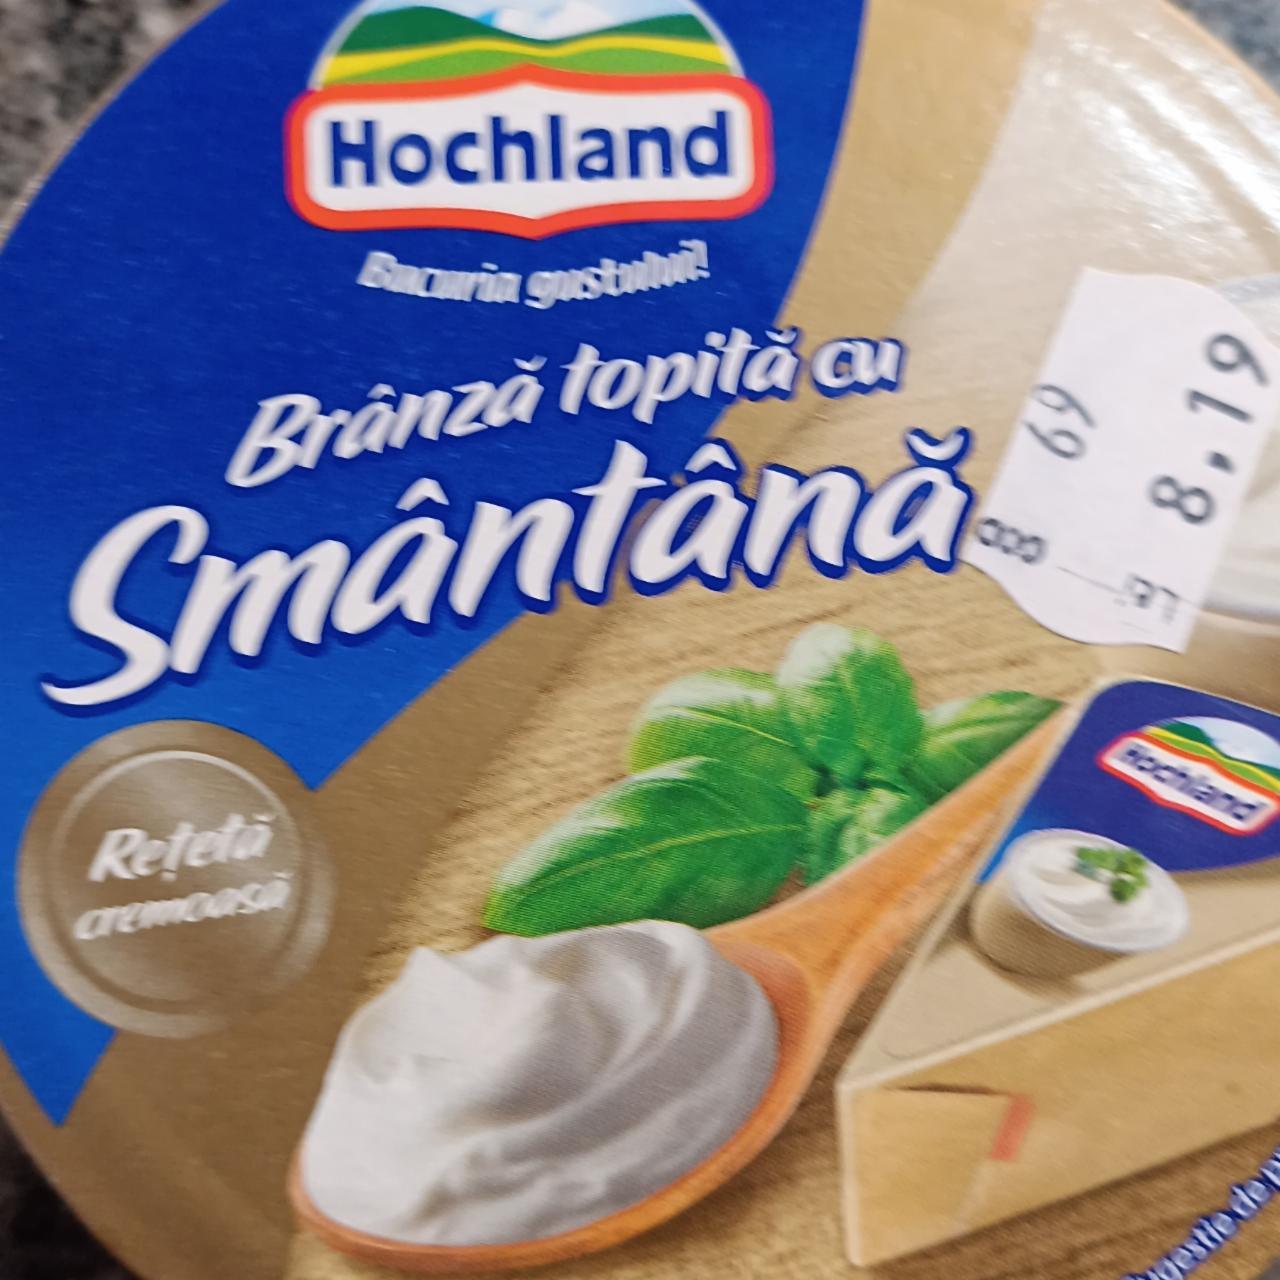 Hochland
Bucuria gustului!
Brânză topită cu
Smântână
69
8,19
Rețetă
cremoasă
Hochland